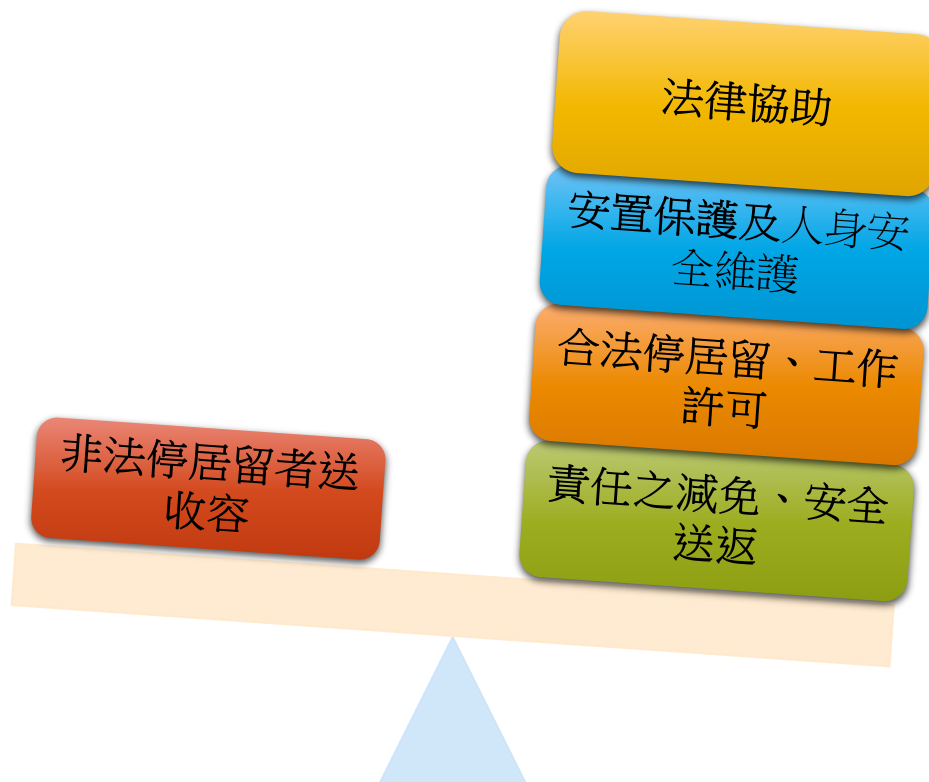 法律協助
安置保護及人身安
全維護
合法停居留、工作
許可
責任之減免、安全
送返
非法停居留者送
收容